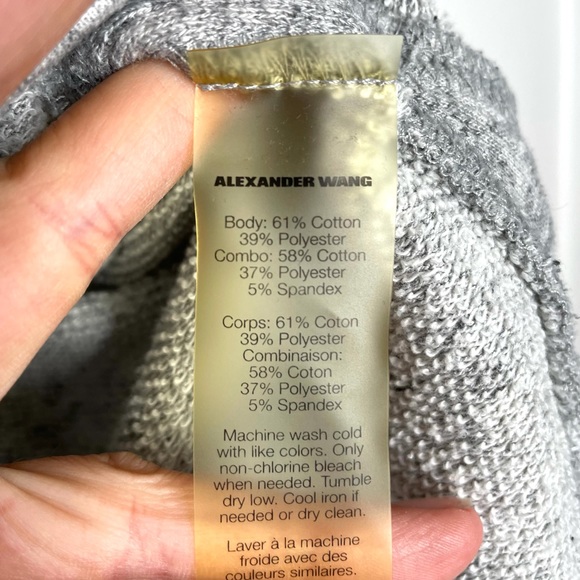 ALEXANDER WANG
Body: 61% Cotton
39% Polyester
Combo: 58% Cotton
37% Polyester
5% Spandex
Corps: 61% Coton
39% Polyester
Combinaison:
58% Coton
37% Polyester
5% Spandex
Machine wash cold
with like colors. Only
non-chlorine bleach
when needed. Tumble
dry low. Cool iron if
needed or dry clean.
Laver à la machine
froide avec des
couleurs similaires.